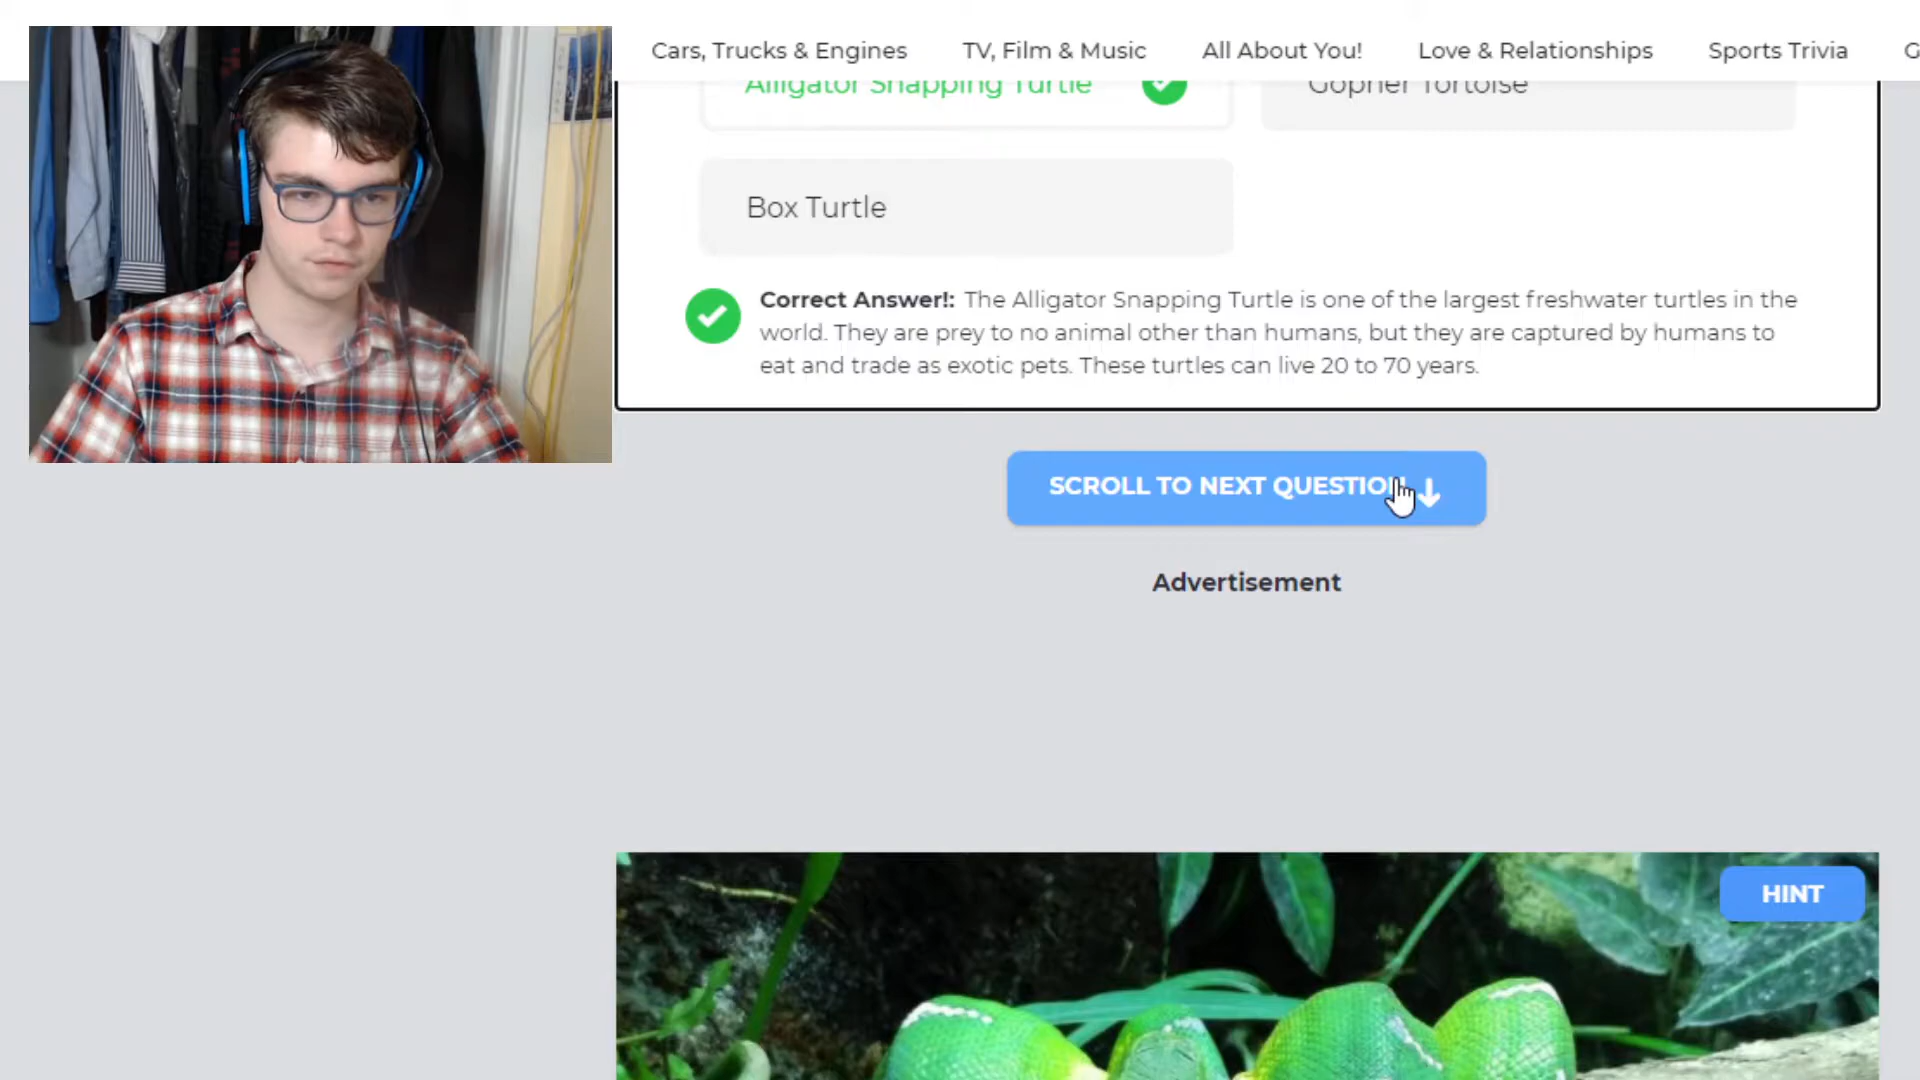 Cars, Trucks & Engines TV, Film & Music All About You! Love & Relationships Sports Trivia G
Alligator Snapping Turtle Gopher Tortoise
Box Turtle
Correct Answer!: The Alligator Snapping Turtle is one of the largest freshwater turtles in the
world. They are prey to no animal other than humans, but they are captured by humans to
eat and trade as exotic pets. These turtles can live 20 to 70 years.
SCROLL TO NEXT QUESTION
Advertisement
HINT